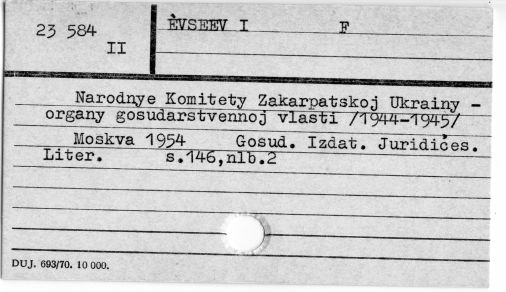 23 584
II
ÈVSEEV I F
Narodnye Komitety Zakarpatskoj Ukrainy -
organy gosudarstvennoj vlasti /1944-1945/
Moskva 1954 Gosud. Izdat. Juridiċes.
Liter. s.146,nlb.2
DUJ. 693/70. 10 000.